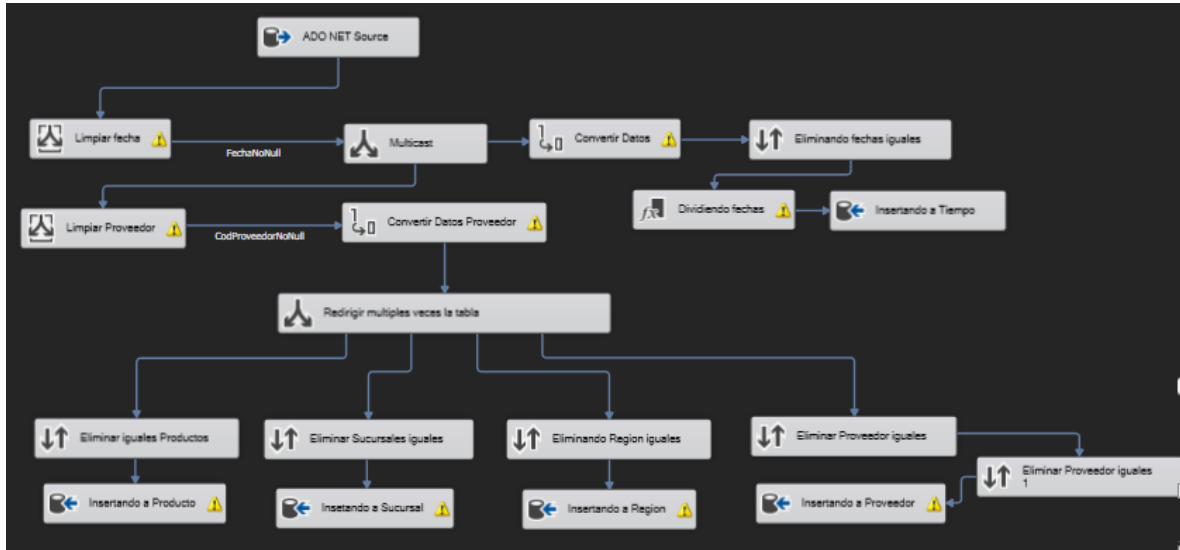 ADO NET Source
Limpiar fecha
FechaNoNull
Multicast
Convertir Datos
Eliminando fechas iguales
Dividiendo fechas
Insertando a Tiempo
Limpiar Proveedor
CodProveedorNoNull
Convertir Datos Proveedor
Redirigir multiples veces la tabla
Eliminar iguales Productos
Eliminar Sucursales iguales
Eliminando Region iguales
Eliminar Proveedor iguales
Eliminar Proveedor iguales
1
Insertando a Producto
Insetando a Sucursal
Insertando a Region
Insertando a Proveedor